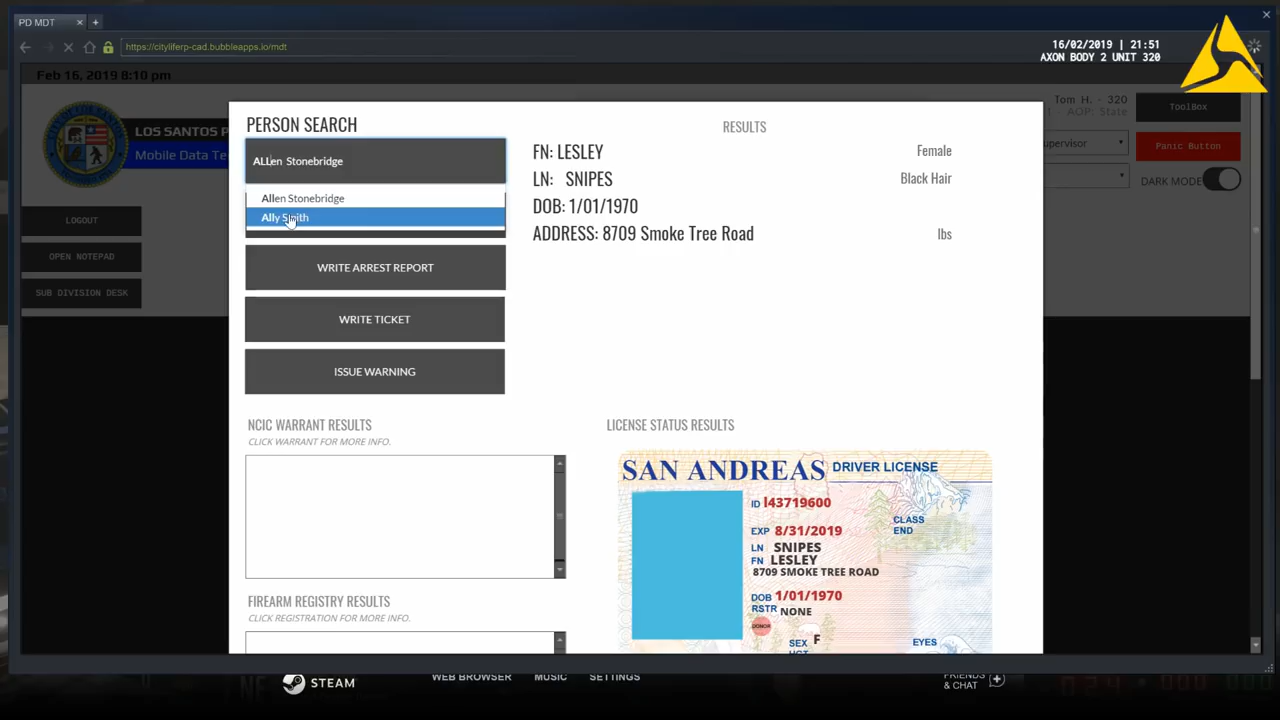 PD MDT
https://cityliferp-cad.bubbleapps.io/mdt
16/02/2019 | 21:51
AXON BODY 2 UNIT 320
Feb 16, 2019 8:10 pm
LOS SANTOS P
Mobile Data Te
Tom H. - 320
1 - AOP: State
ToolBox
upervisor
Panic Button
DARK MODE
LOGOUT
OPEN NOTEPAD
SUB DIVISION DESK
PERSON SEARCH
ALLen Stonebridge
Allen Stonebridge
Ally Smith
WRITE ARREST REPORT
WRITE TICKET
ISSUE WARNING
RESULTS
FN: LESLEY
Female
LN: SNIPES
Black Hair
DOB: 1/01/1970
ADDRESS: 8709 Smoke Tree Road
lbs
NCIC WARRANT RESULTS
CLICK WARRANT FOR MORE INFO.
FIREARM REGISTRY RESULTS
CLICK REGISTRATION FOR MORE INFO.
LICENSE STATUS RESULTS
SAN ANDREAS DRIVER LICENSE
ID I43719600
CLASS
END
EXP 8/31/2019
LN SNIPES
FN LESLEY
8709 SMOKE TREE ROAD
DOB 1/01/1970
RSTR NONE
DONOR
SEX F
EYES
HGT
STEAM
WEB BROWSER
MUSIC
SETTINGS
FRIENDS
& CHAT